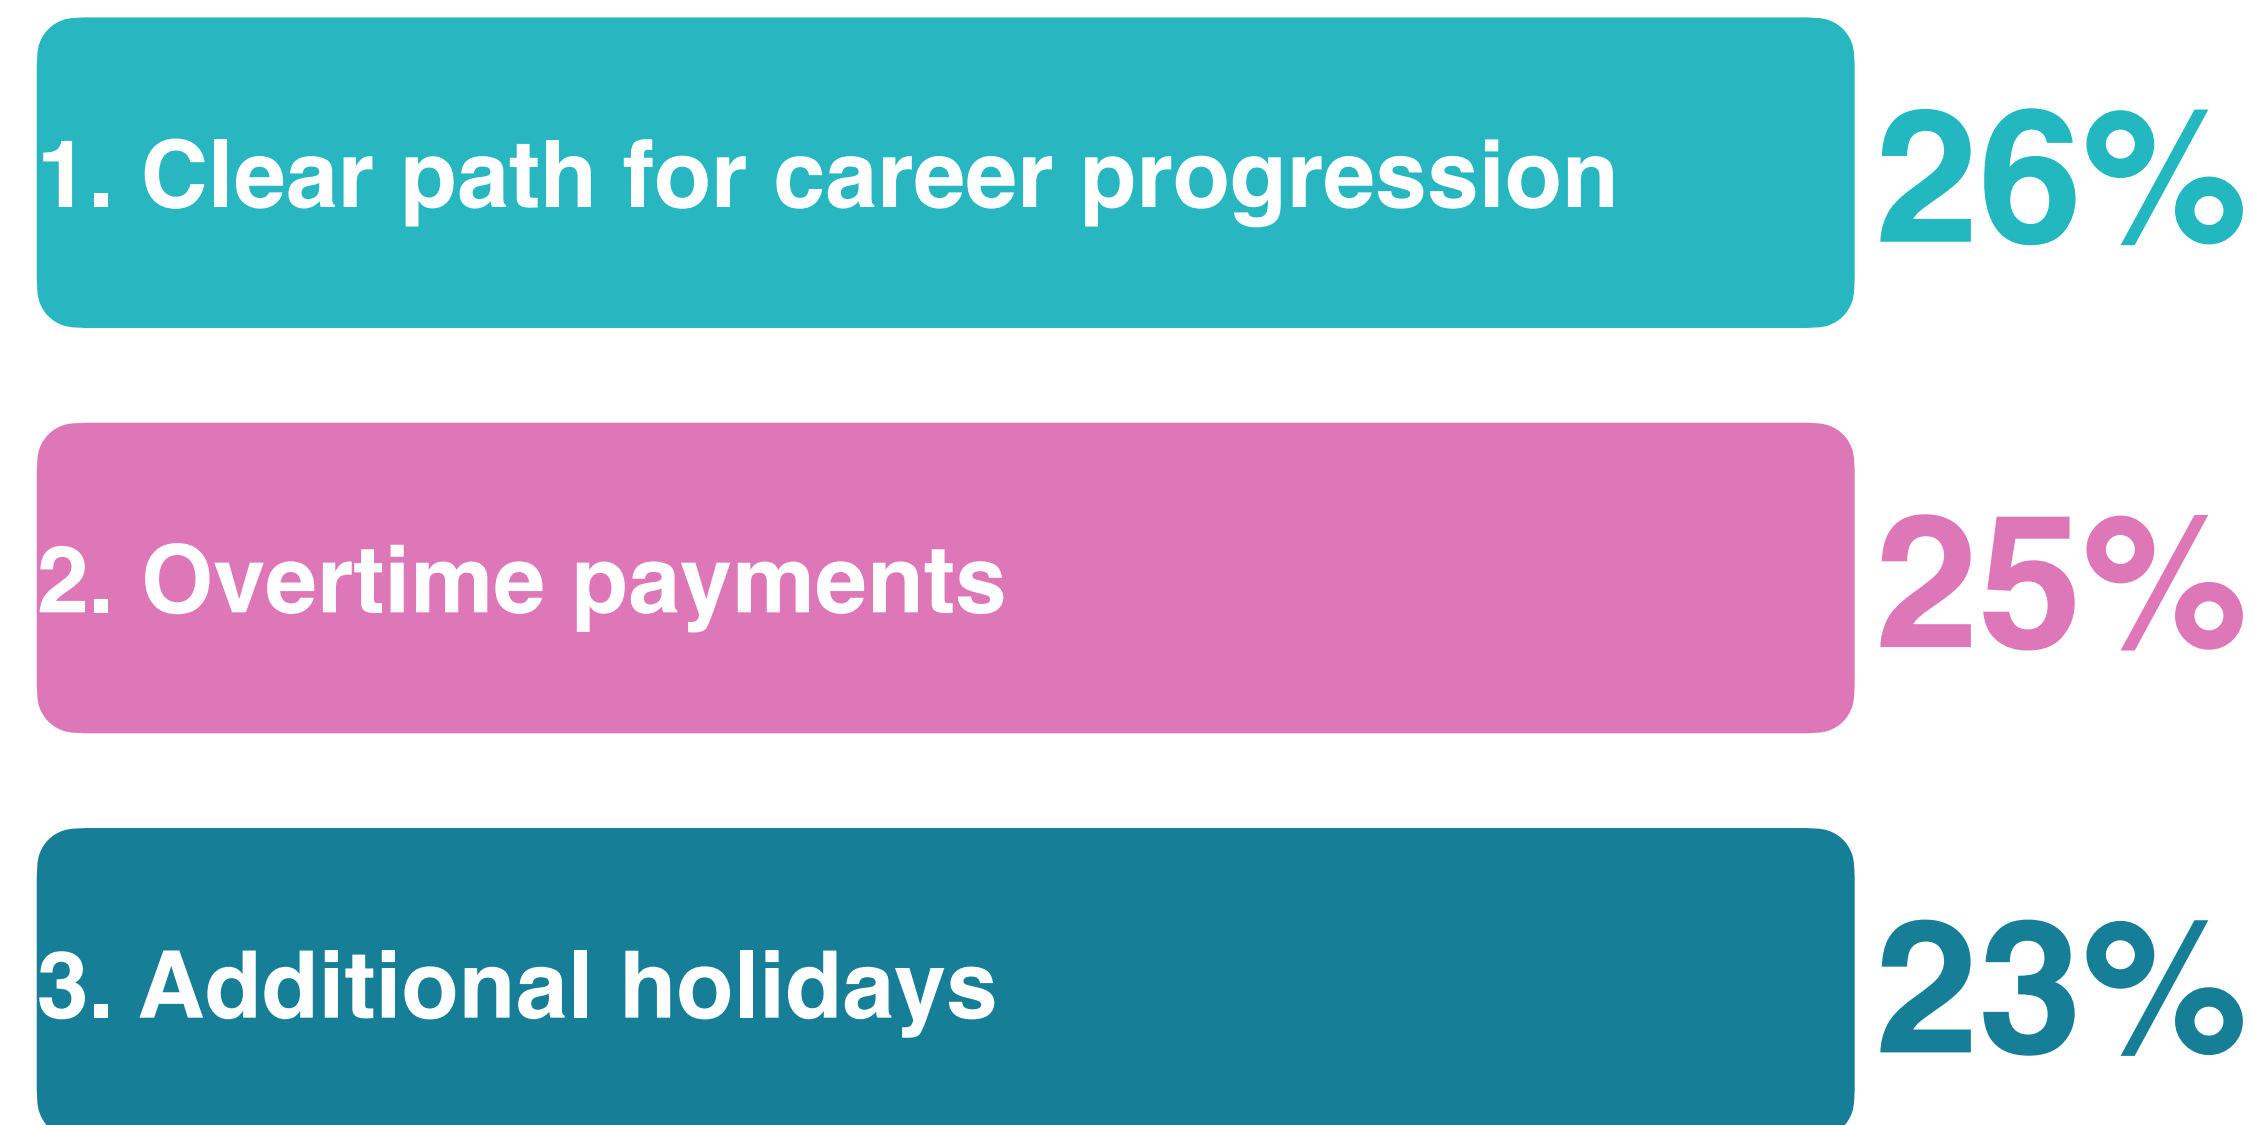 1. Clear path for career progression 26%
2. Overtime payments 25%
3. Additional holidays 23%